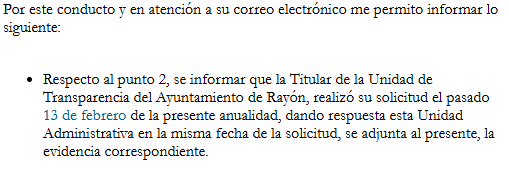 Por este conducto y en atención a su correo electrónico me permito informar lo
siguiente:
• Respecto al punto 2, se informar que la Titular de la Unidad de
Transparencia del Ayuntamiento de Rayón, realizó su solicitud el pasado
13 de febrero de la presente anualidad, dando respuesta esta Unidad
Administrativa en la misma fecha de la solicitud, se adjunta al presente, la
evidencia correspondiente.